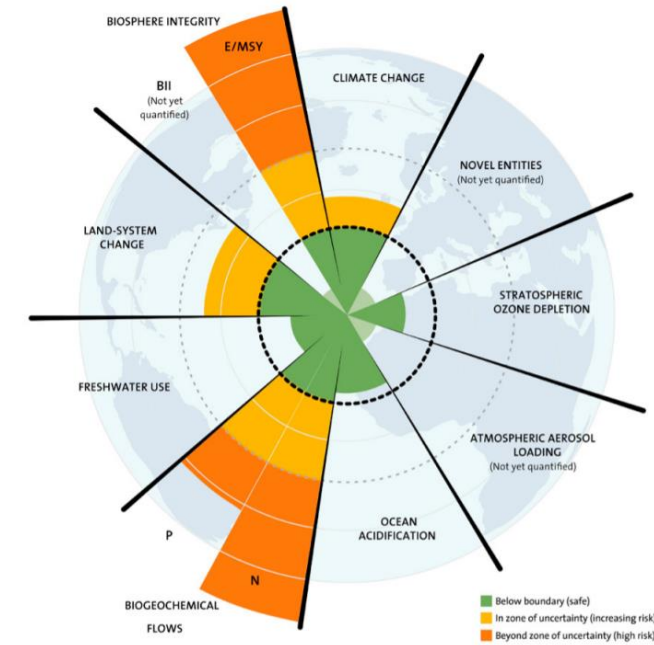 BIOSPHERE INTEGRITY
E/MSY
BII
(Not yet
quantified)
CLIMATE CHANGE
NOVEL ENTITIES
(Not yet quantified)
LAND-SYSTEM
CHANGE
STRATOSPHERIC
OZONE DEPLETION
FRESHWATER USE
ATMOSPHERIC AEROSOL
LOADING
(Not yet quantified)
OCEAN
ACIDIFICATION
P
N
BIOGEOCHEMICAL
FLOWS
Below boundary (safe)
In zone of uncertainty (increasing risk)
Beyond zone of uncertainty (high risk)